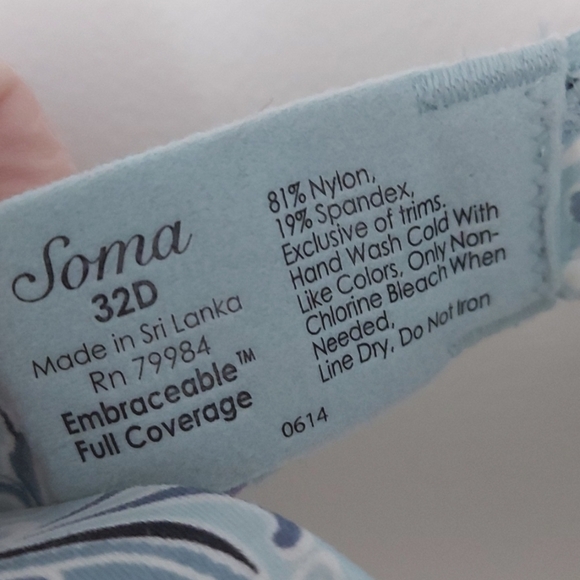 Soma
32D
Made in Sri Lanka
Rn 79984
Embraceable™
Full Coverage
81% Nylon,
19% Spandex,
Exclusive of trims.
Hand Wash Cold With
Like Colors, Only Non-
Chlorine Bleach When
Needed,
Line Dry, Do Not Iron
0614